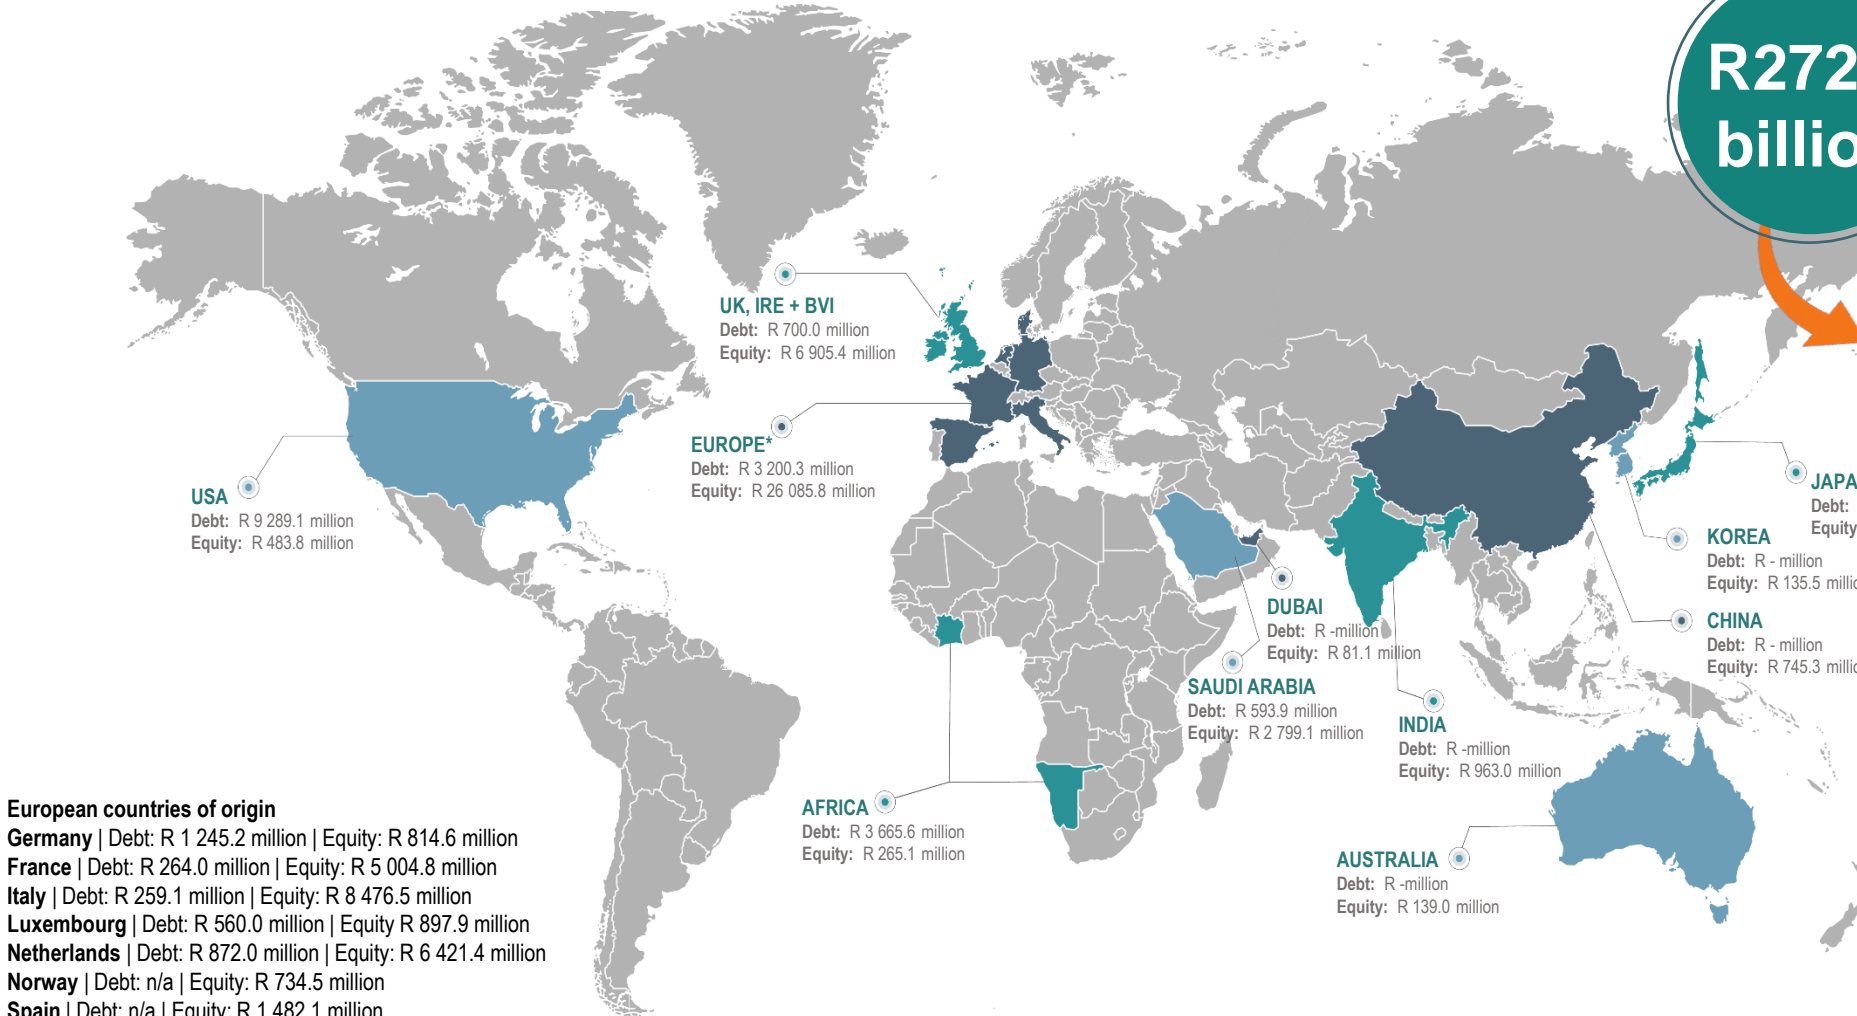 R272
billio
UK, IRE + BVI
Debt: R 700.0 million
Equity: R 6 905.4 million
EUROPE*
Debt: R 3 200.3 million
Equity: R 26 085.8 million
USA
Debt: R 9 289.1 million
Equity: R 483.8 million
JAPA
Debt:
Equity
KOREA
Debt: R - million
Equity: R 135.5 millio
CHINA
Debt: R - million
Equity: R 745.3 millio
DUBAI
Debt: R -million
Equity: R 81.1 million
SAUDI ARABIA
Debt: R 593.9 million
Equity: R 2 799.1 million
INDIA
Debt: R -million
Equity: R 963.0 million
AFRICA
Debt: R 3 665.6 million
Equity: R 265.1 million
AUSTRALIA
Debt: R -million
Equity: R 139.0 million
European countries of origin
Germany | Debt: R 1 245.2 million | Equity: R 814.6 million
France | Debt: R 264.0 million | Equity: R 5 004.8 million
Italy | Debt: R 259.1 million | Equity: R 8 476.5 million
Luxembourg | Debt: R 560.0 million | Equity R 897.9 million
Netherlands | Debt: R 872.0 million | Equity: R 6 421.4 million
Norway | Debt: n/a | Equity: R 734.5 million
Spain | Debt: n/a | Equity: R 1 482.1 million